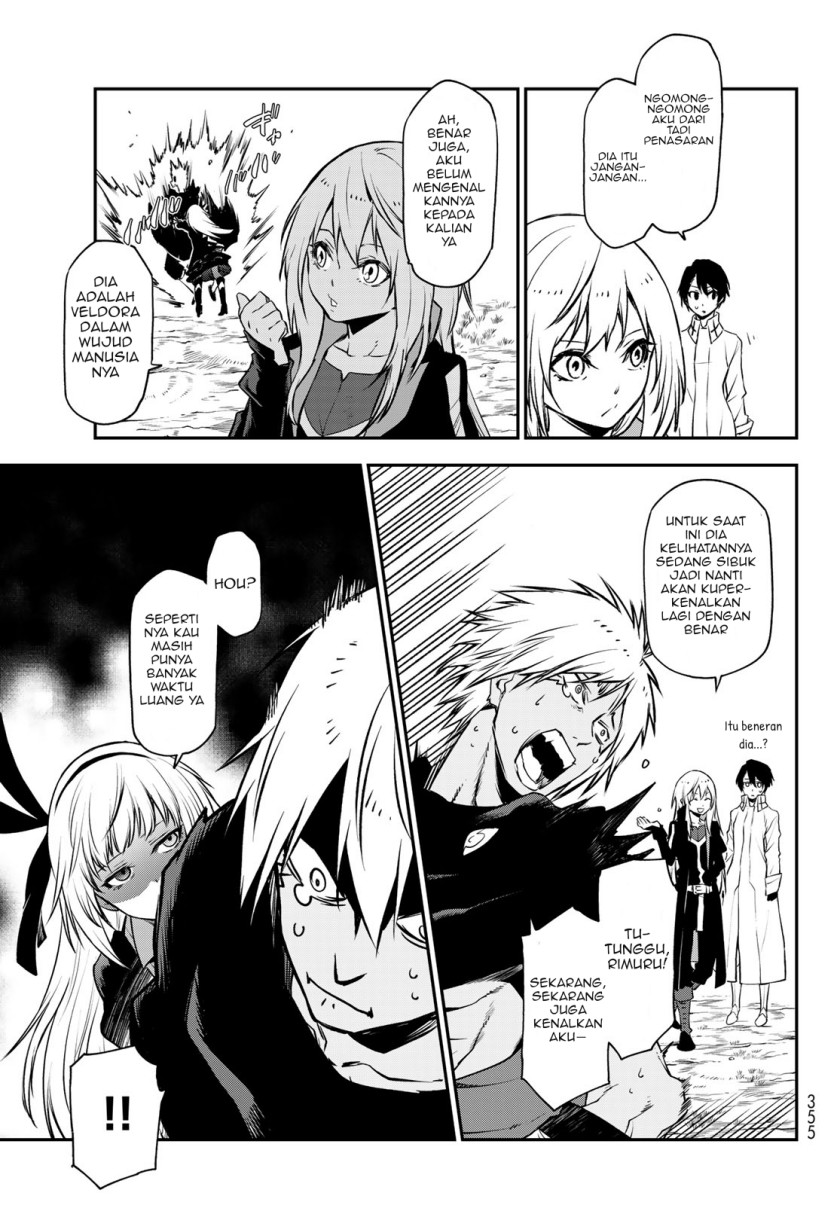 NGOMONG-
NGOMONG
AKU DARI
TADI
PENASARAN
DIA ITU
JANGAN-
JANGAN...
AH,
BENAR
JUGA,
AKU
BELUM
MENGENAL
KANNYA
KEPADA
KALIAN
YA
DIA
ADALAH
VELDORA
DALAM
WUJUD
MANUSIA
NYA
UNTUK SAAT
INI DIA
KELIHATANNYA
SEDANG SIBUK
JADI NANTI
AKAN KUPER-
KENALKAN
LAGI DENGAN
BENAR
Itu beneran
dia...?
TU-
TUNGGU,
RIMURU!
SEKARANG,
SEKARANG
JUGA
KENALKAN
AKU—
HOU?
SEPERTI
NYA KAU
MASIH
PUNYA
BANYAK
WAKTU
LUANG YA
!!
355